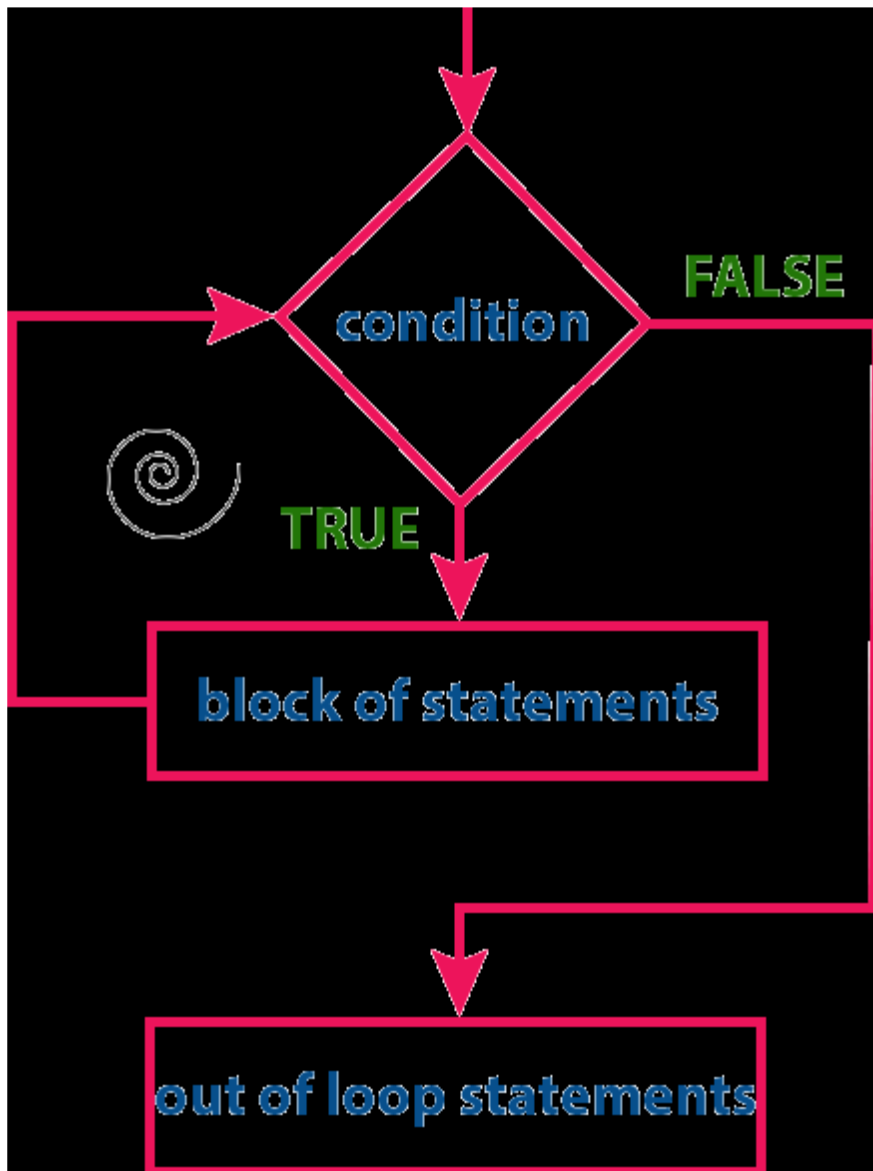 FALSE
condition
TRUE
block of statements
out of loop statements